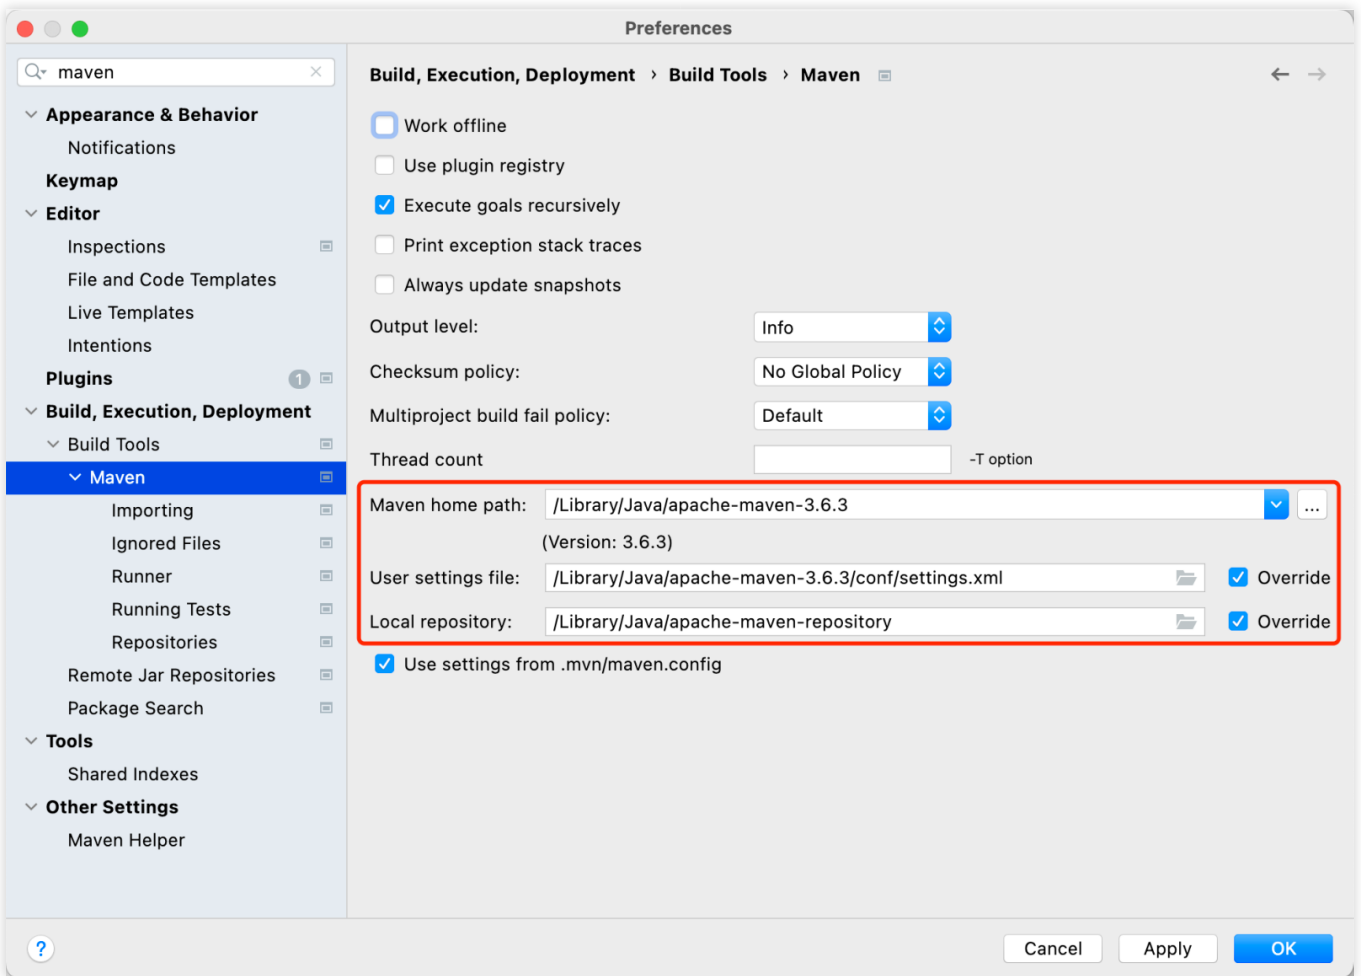 Preferences
maven
Appearance & Behavior
Notifications
Keymap
Editor
Inspections
File and Code Templates
Live Templates
Intentions
Plugins 1
Build, Execution, Deployment
Build Tools
Maven
Importing
Ignored Files
Runner
Running Tests
Repositories
Remote Jar Repositories
Package Search
Tools
Shared Indexes
Other Settings
Maven Helper
Build, Execution, Deployment › Build Tools › Maven
Work offline
Use plugin registry
Execute goals recursively
Print exception stack traces
Always update snapshots
Output level: Info
Checksum policy: No Global Policy
Multiproject build fail policy: Default
Thread count -T option
Maven home path: /Library/Java/apache-maven-3.6.3 ...
(Version: 3.6.3)
User settings file: /Library/Java/apache-maven-3.6.3/conf/settings.xml Override
Local repository: /Library/Java/apache-maven-repository Override
Use settings from .mvn/maven.config
? Cancel Apply OK